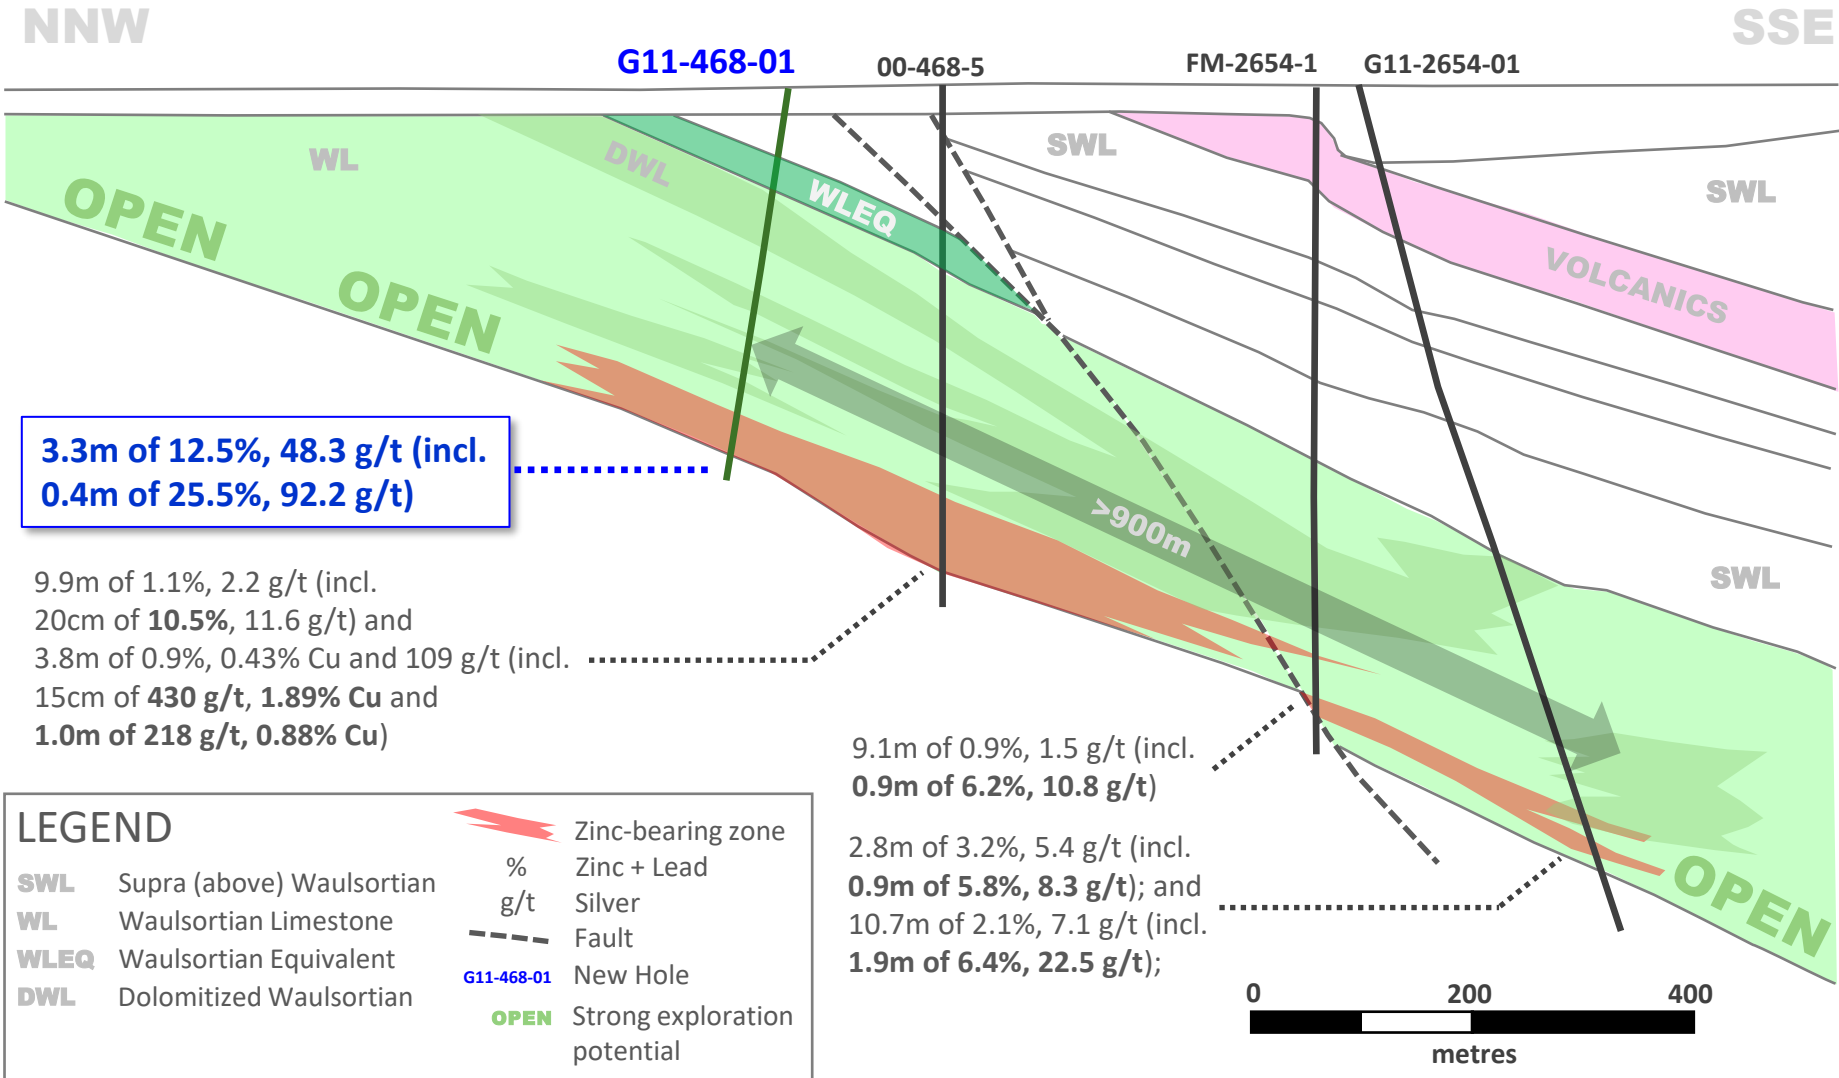 NNW
SSE
G11-468-01
00-468-5
FM-2654-1
G11-2654-01
WL
DWL
WLEQ
SWL
SWL
VOLCANICS
OPEN
OPEN
>900m
SWL
OPEN
3.3m of 12.5%, 48.3 g/t (incl.
0.4m of 25.5%, 92.2 g/t)
9.9m of 1.1%, 2.2 g/t (incl.
20cm of 10.5%, 11.6 g/t) and
3.8m of 0.9%, 0.43% Cu and 109 g/t (incl.
15cm of 430 g/t, 1.89% Cu and
1.0m of 218 g/t, 0.88% Cu)
9.1m of 0.9%, 1.5 g/t (incl.
0.9m of 6.2%, 10.8 g/t)
2.8m of 3.2%, 5.4 g/t (incl.
0.9m of 5.8%, 8.3 g/t); and
10.7m of 2.1%, 7.1 g/t (incl.
1.9m of 6.4%, 22.5 g/t);
LEGEND
SWL Supra (above) Waulsortian
WL Waulsortian Limestone
WLEQ Waulsortian Equivalent
DWL Dolomitized Waulsortian
Zinc-bearing zone
% Zinc + Lead
g/t Silver
Fault
G11-468-01 New Hole
OPEN Strong exploration
potential
0 200 400
metres